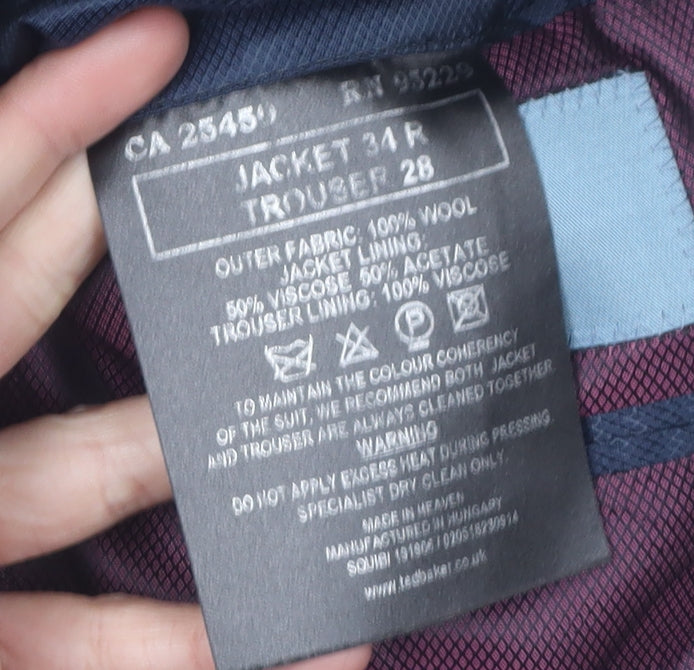 CA 25459 RN 95229
JACKET 34 R
TROUSER 28
OUTER FABRIC: 100% WOOL
JACKET LINING:
50% VISCOSE 50% ACETATE
TROUSER LINING: 100% VISCOSE
P
TO MAINTAIN THE COLOUR COHERENCY
OF THE SUIT, WE RECOMMEND BOTH JACKET
AND TROUSER ARE ALWAYS CLEANED TOGETHER
WARNING
DO NOT APPLY EXCESS HEAT DURING PRESSING.
SPECIALIST DRY CLEAN ONLY.
MADE IN HEAVEN
MANUFACTURED IN HUNGARY
SQUIBI
www.tedbaker.co.uk